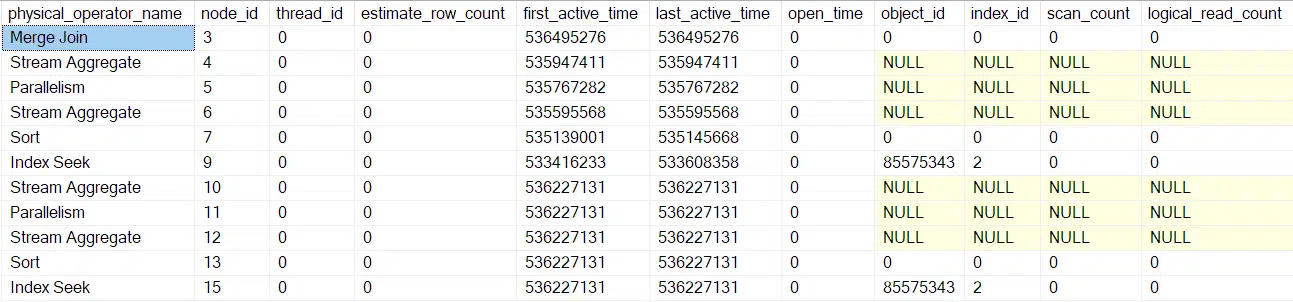 physical_operator_name node_id thread_id estimate_row_count first_active_time last_active_time open_time object_id index_id scan_count logical_read_count
Merge Join 3 0 0 536495276 536495276 0 0 0 0 0
Stream Aggregate 4 0 0 535947411 535947411 0 NULL NULL NULL NULL
Parallelism 5 0 0 535767282 535767282 0 NULL NULL NULL NULL
Stream Aggregate 6 0 0 535595568 535595568 0 NULL NULL NULL NULL
Sort 7 0 0 535139001 535145668 0 0 0 0 0
Index Seek 9 0 0 533416233 533608358 0 85575343 2 0 0
Stream Aggregate 10 0 0 536227131 536227131 0 NULL NULL NULL NULL
Parallelism 11 0 0 536227131 536227131 0 NULL NULL NULL NULL
Stream Aggregate 12 0 0 536227131 536227131 0 NULL NULL NULL NULL
Sort 13 0 0 536227131 536227131 0 0 0 0 0
Index Seek 15 0 0 536227131 536227131 0 85575343 2 0 0